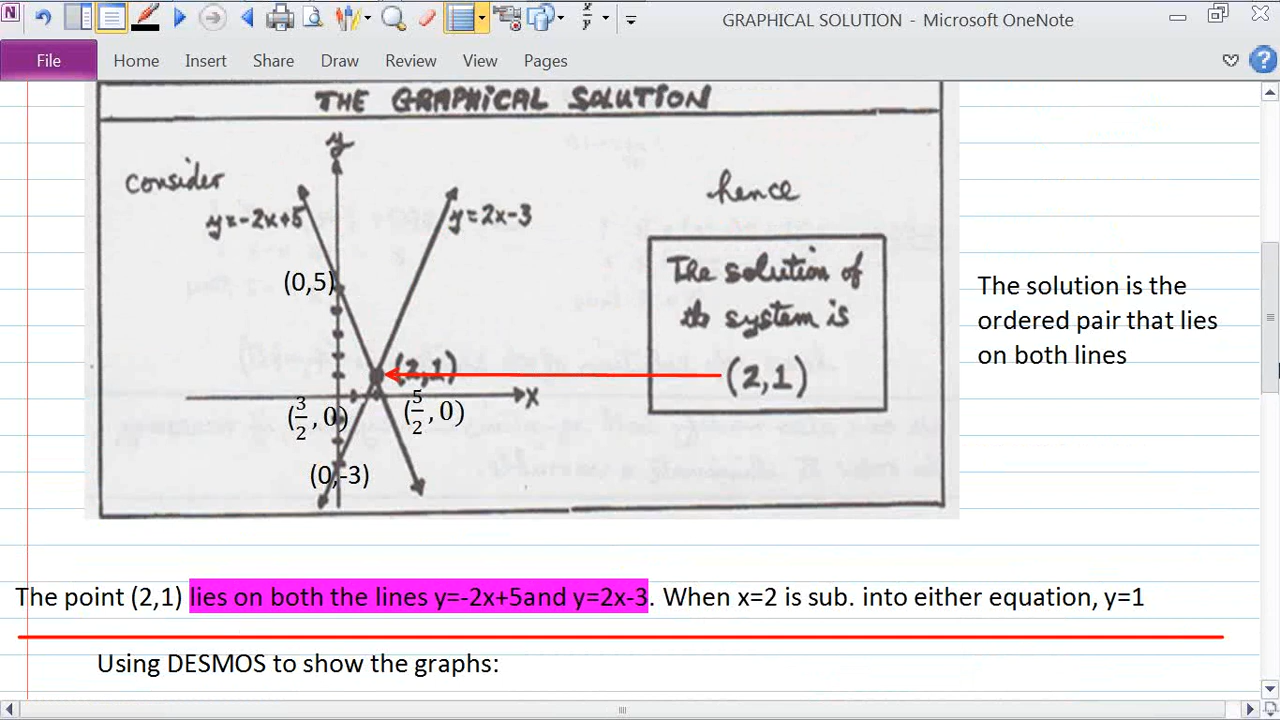 GRAPHICAL SOLUTION - Microsoft OneNote
File Home Insert Share Draw Review View Pages
THE GRAPHICAL SOLUTION
consider
y
hence
y=-2x+5
y=2x-3
The solution of
the system is
(2,1)
(0,5)
(2,1)
x
(3/2, 0)
(5/2, 0)
(0,-3)
The solution is the
ordered pair that lies
on both lines
The point (2,1) lies on both the lines y=-2x+5and y=2x-3. When x=2 is sub. into either equation, y=1
Using DESMOS to show the graphs: